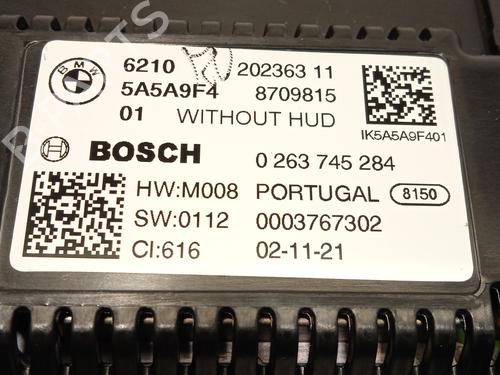 BMW
6210 202363 11
5A5A9F4 8709815
01 WITHOUT HUD
IK5A5A9F401
BOSCH 0 263 745 284
HW:M008 PORTUGAL 8150
SW:0112 0003767302
CI:616 02-11-21